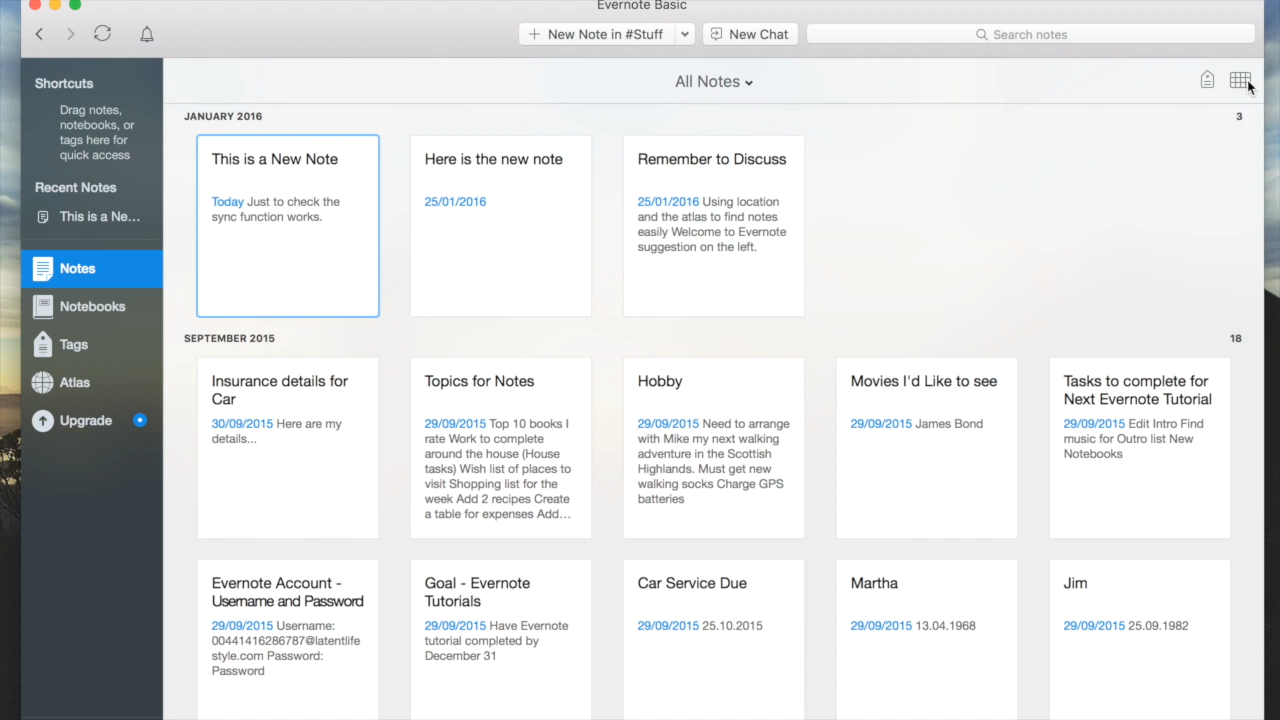 Evernote Basic
New Note in #Stuff
New Chat
Search notes
Shortcuts
Drag notes,
notebooks, or
tags here for
quick access
Recent Notes
This is a Ne...
Notes
Notebooks
Tags
Atlas
Upgrade
All Notes
JANUARY 2016
3
This is a New Note
Today Just to check the
sync function works.
Here is the new note
25/01/2016
Remember to Discuss
25/01/2016 Using location
and the atlas to find notes
easily Welcome to Evernote
suggestion on the left.
SEPTEMBER 2015
18
Insurance details for
Car
30/09/2015 Here are my
details...
Topics for Notes
29/09/2015 Top 10 books I
rate Work to complete
around the house (House
tasks) Wish list of places to
visit Shopping list for the
week Add 2 recipes Create
a table for expenses Add...
Hobby
29/09/2015 Need to arrange
with Mike my next walking
adventure in the Scottish
Highlands. Must get new
walking socks Charge GPS
batteries
Movies I'd Like to see
29/09/2015 James Bond
Tasks to complete for
Next Evernote Tutorial
29/09/2015 Edit Intro Find
music for Outro list New
Notebooks
Evernote Account -
Username and Password
29/09/2015 Username:
00441416286787@latentlife
style.com Password:
Password
Goal - Evernote
Tutorials
29/09/2015 Have Evernote
tutorial completed by
December 31
Car Service Due
29/09/2015 25.10.2015
Martha
29/09/2015 13.04.1968
Jim
29/09/2015 25.09.1982